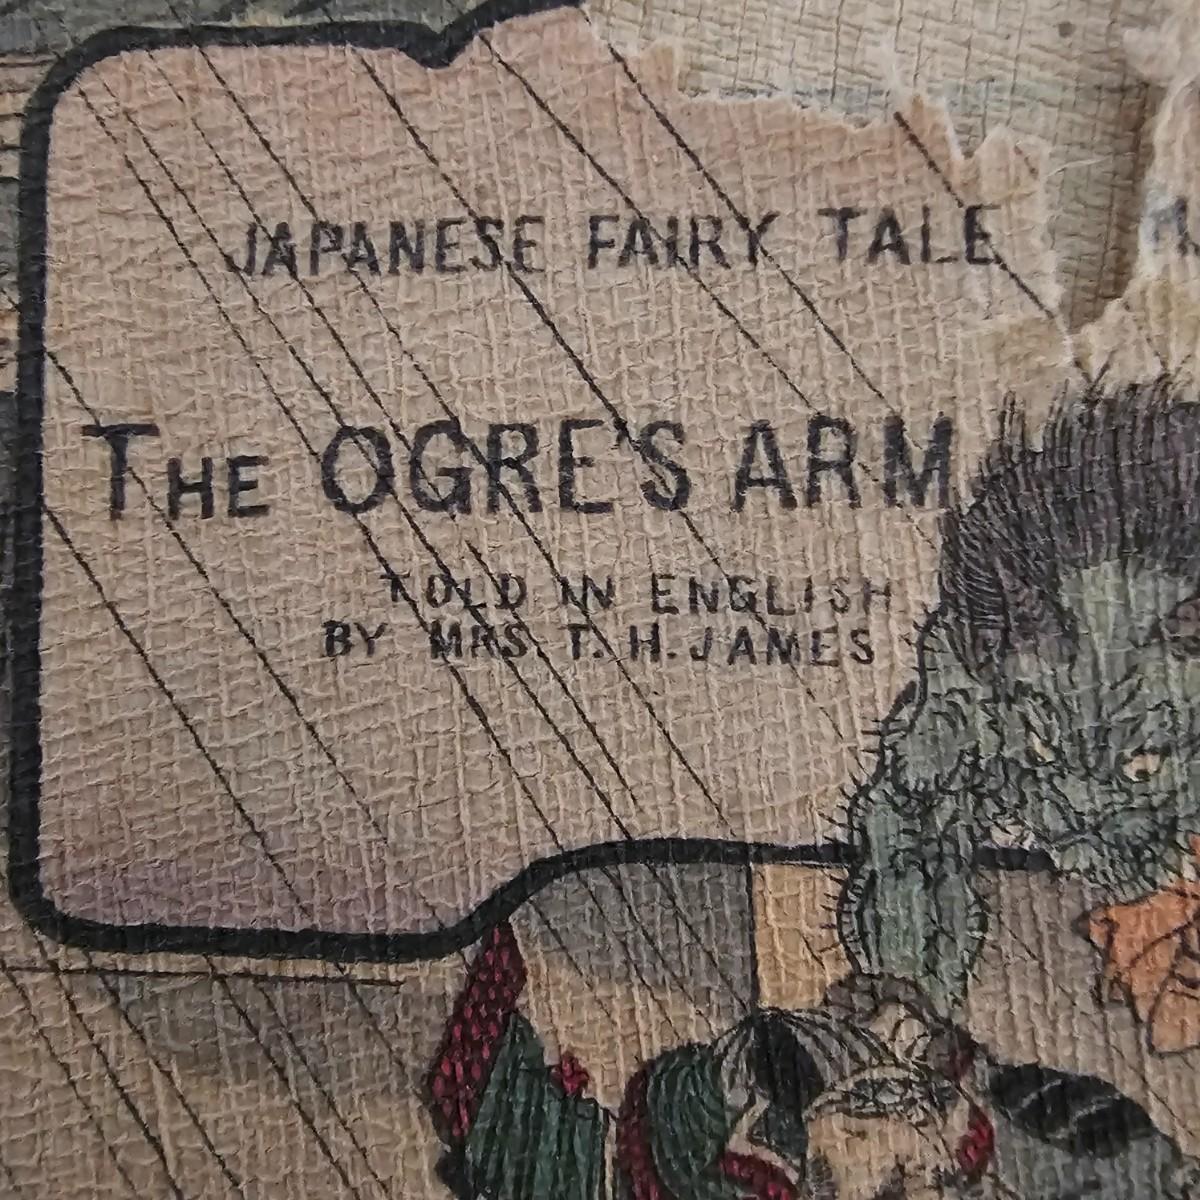 JAPANESE FAIRY TALE
THE OGRE'S ARM
TOLD IN ENGLISH
BY MRS. T. H. JAMES